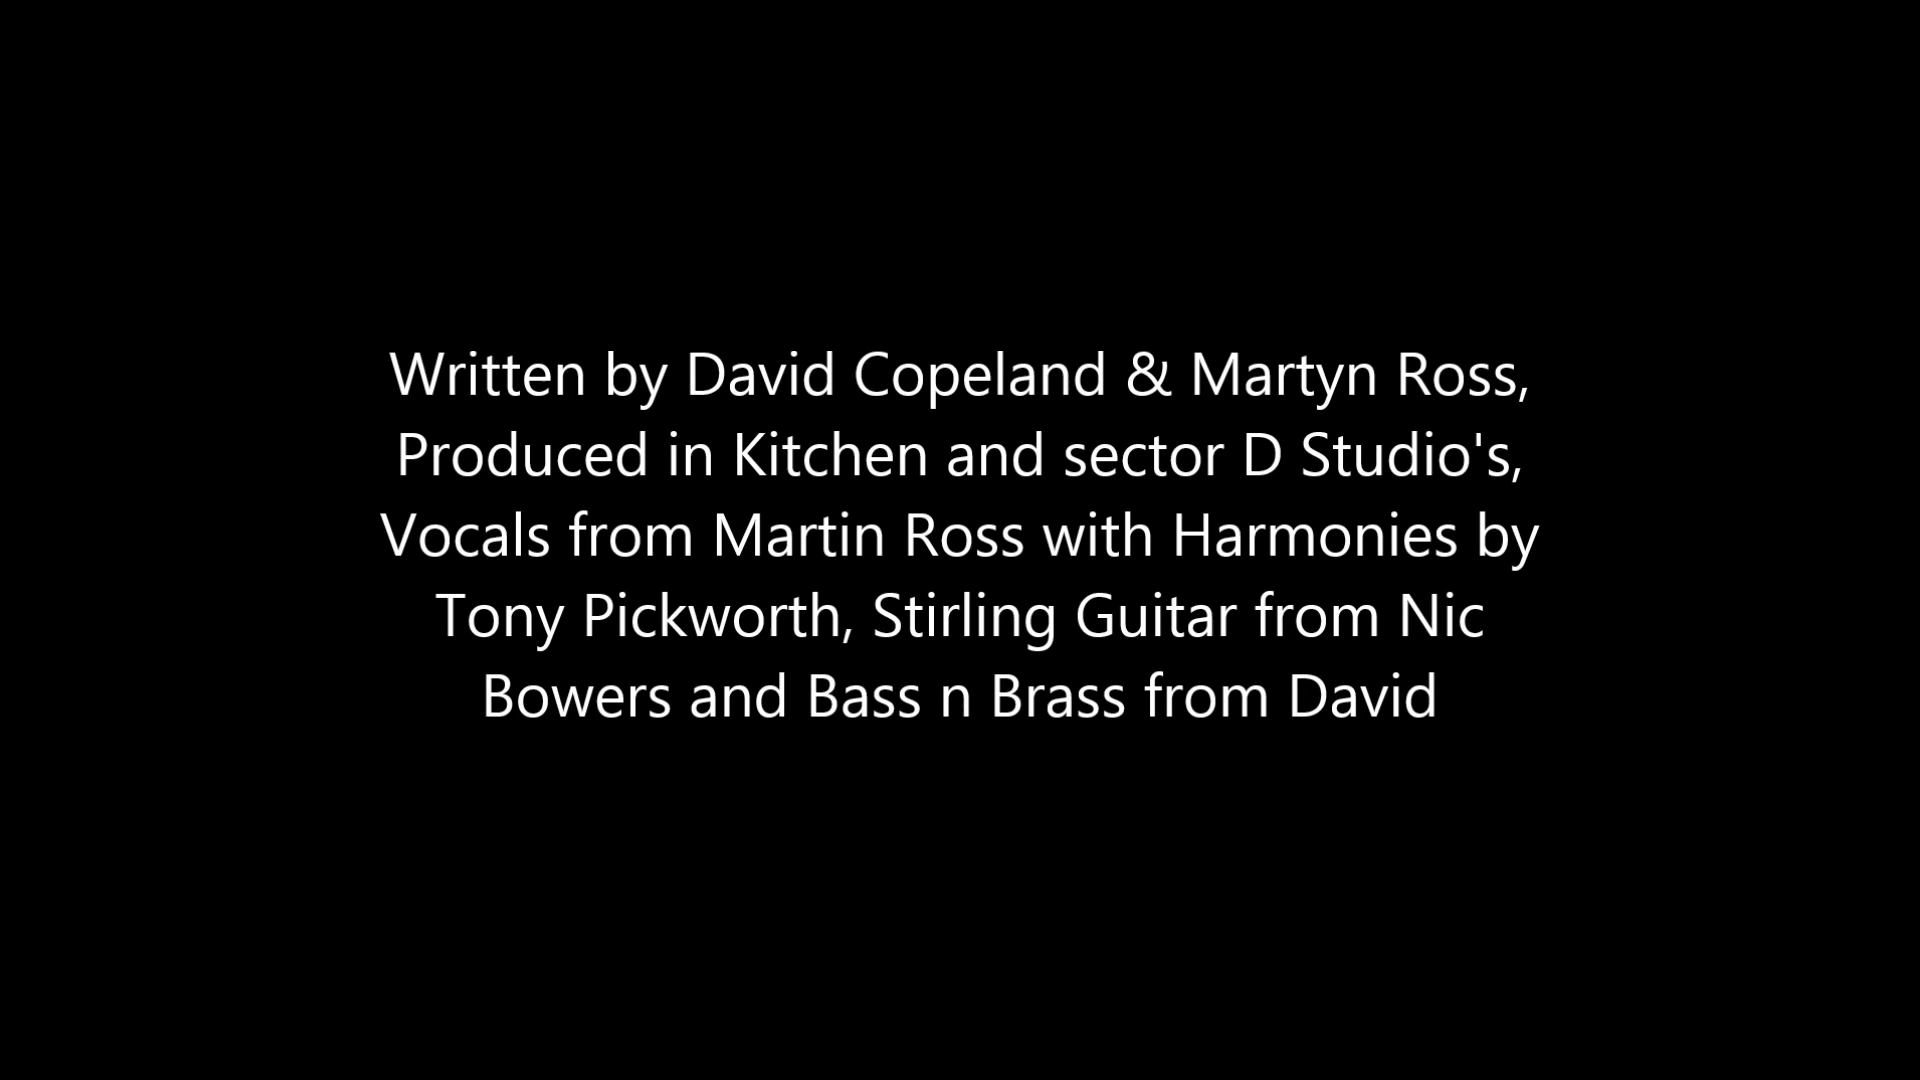 Written by David Copeland & Martyn Ross,
Produced in Kitchen and sector D Studio's,
Vocals from Martin Ross with Harmonies by
Tony Pickworth, Stirling Guitar from Nic
Bowers and Bass n Brass from David